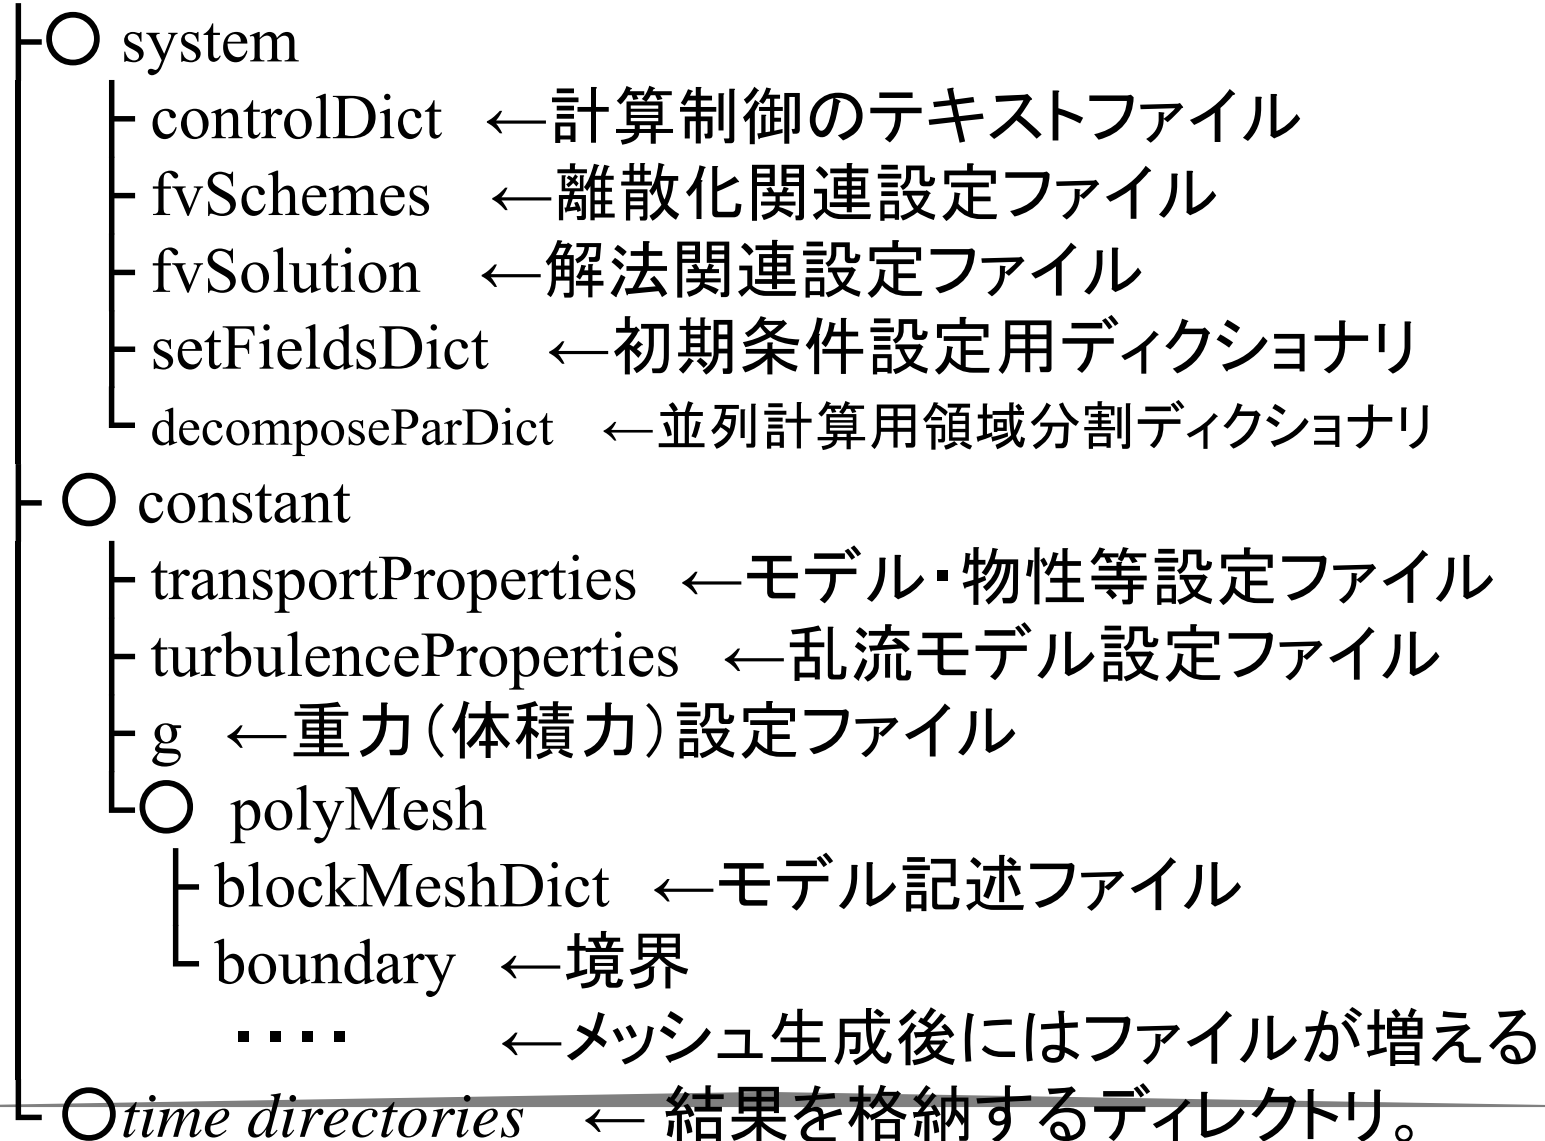 ○ system
controlDict ←計算制御のテキストファイル
fvSchemes ←離散化関連設定ファイル
fvSolution ←解法関連設定ファイル
setFieldsDict ←初期条件設定用ディクショナリ
decomposeParDict ←並列計算用領域分割ディクショナリ
○ constant
transportProperties ←モデル・物性等設定ファイル
turbulenceProperties ←乱流モデル設定ファイル
g ←重力(体積力)設定ファイル
○ polyMesh
blockMeshDict ←モデル記述ファイル
boundary ←境界
・・・・ ←メッシュ生成後にはファイルが増える
○time directories ← 結果を格納するディレクトリ。